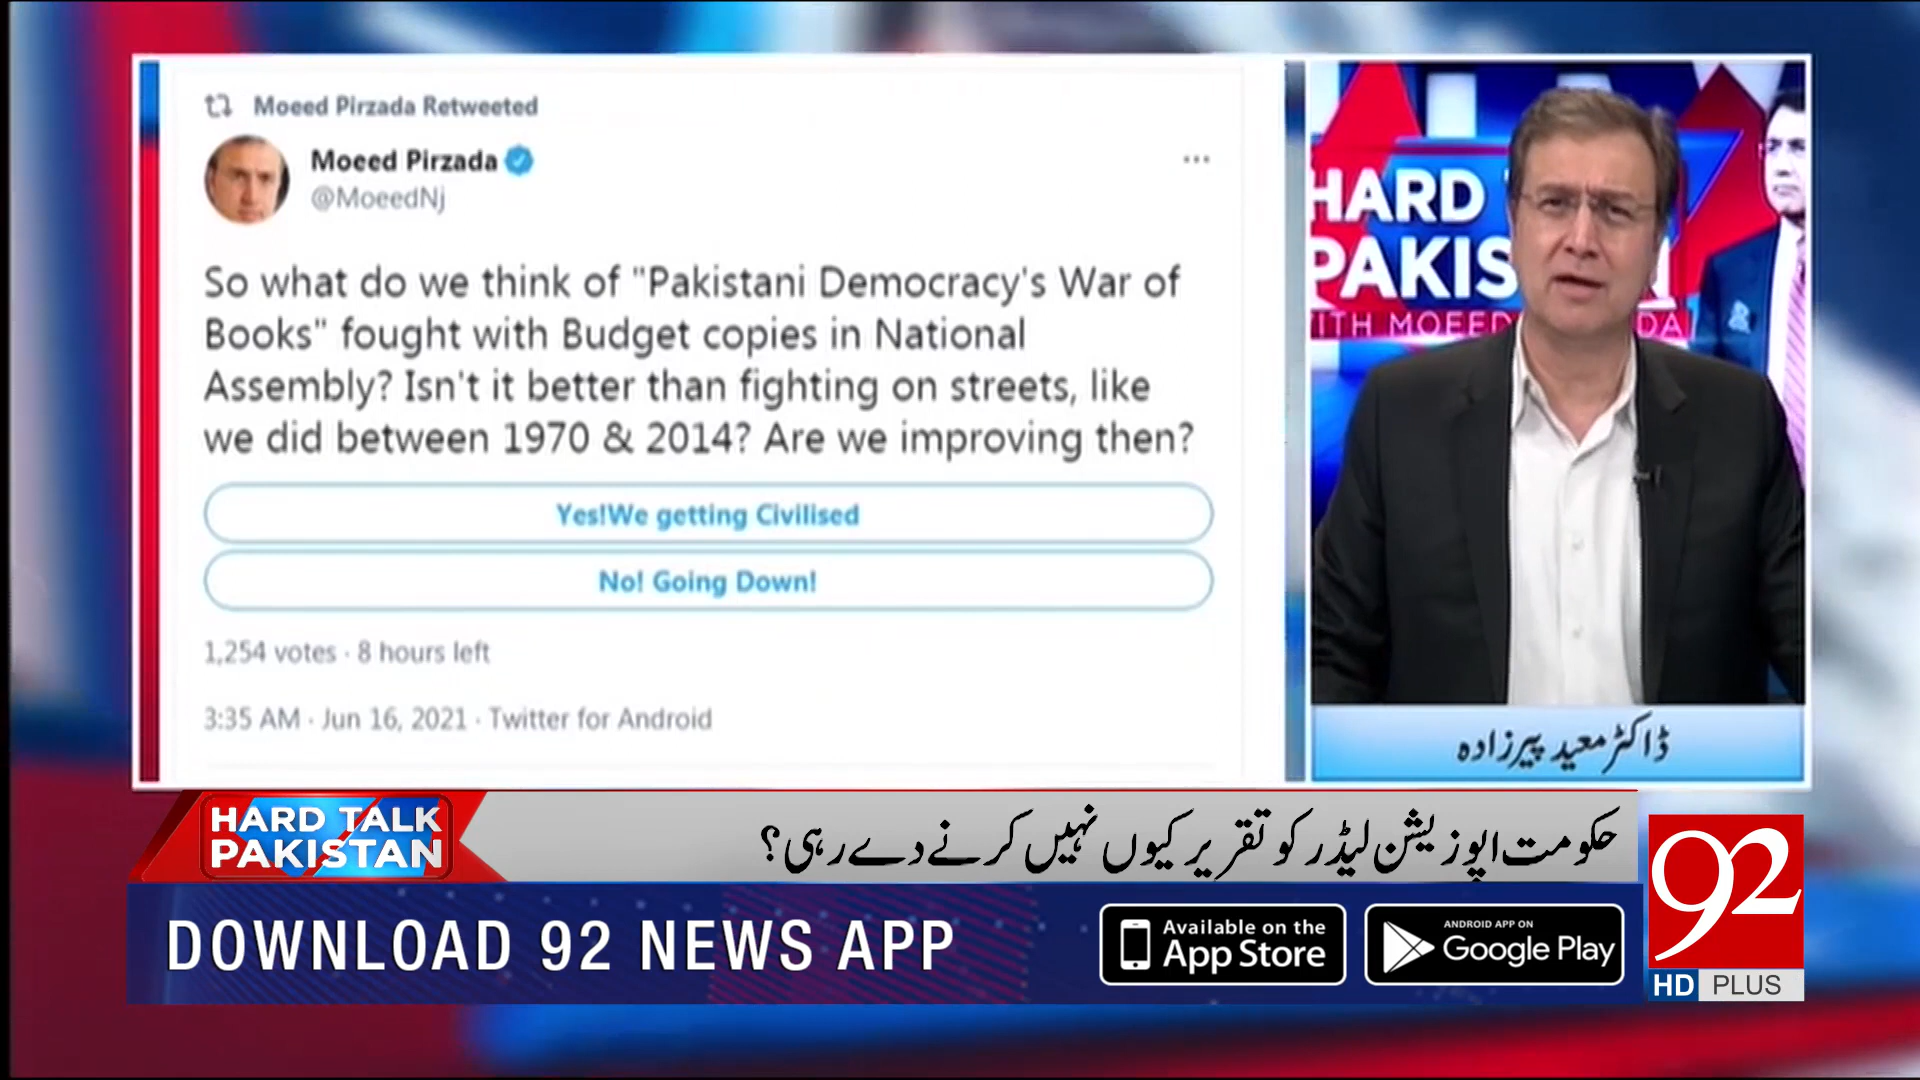 Moeed Pirzada Retweeted
Moeed Pirzada
@MoeedNj
So what do we think of "Pakistani Democracy's War of
Books" fought with Budget copies in National
Assembly? Isn't it better than fighting on streets, like
we did between 1970 & 2014? Are we improving then?
Yes!We getting Civilised
No! Going Down!
1,254 votes · 8 hours left
3:35 AM · Jun 16, 2021 · Twitter for Android
HARD
PAKIS
ITH MOEED
DA
ڈاکٹر معید پیرزادہ
HARD TALK
PAKISTAN
حکومت اپوزیشن لیڈر کو تقریر کیوں نہیں کرنے دے رہی؟
DOWNLOAD 92 NEWS APP
Available on the
App Store
ANDROID APP ON
Google Play
92
HD PLUS